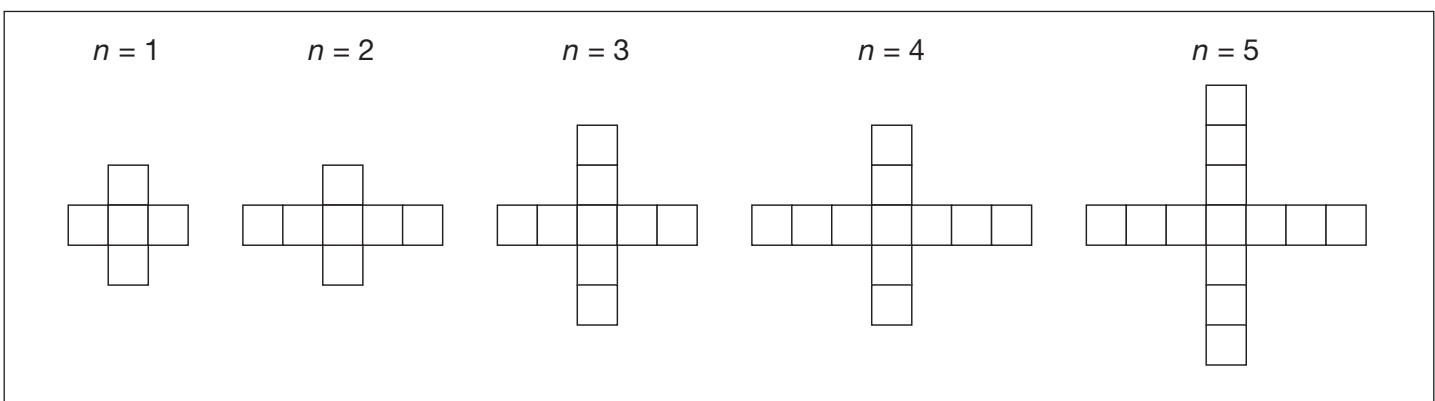 n = 1 n = 2 n = 3 n = 4 n = 5